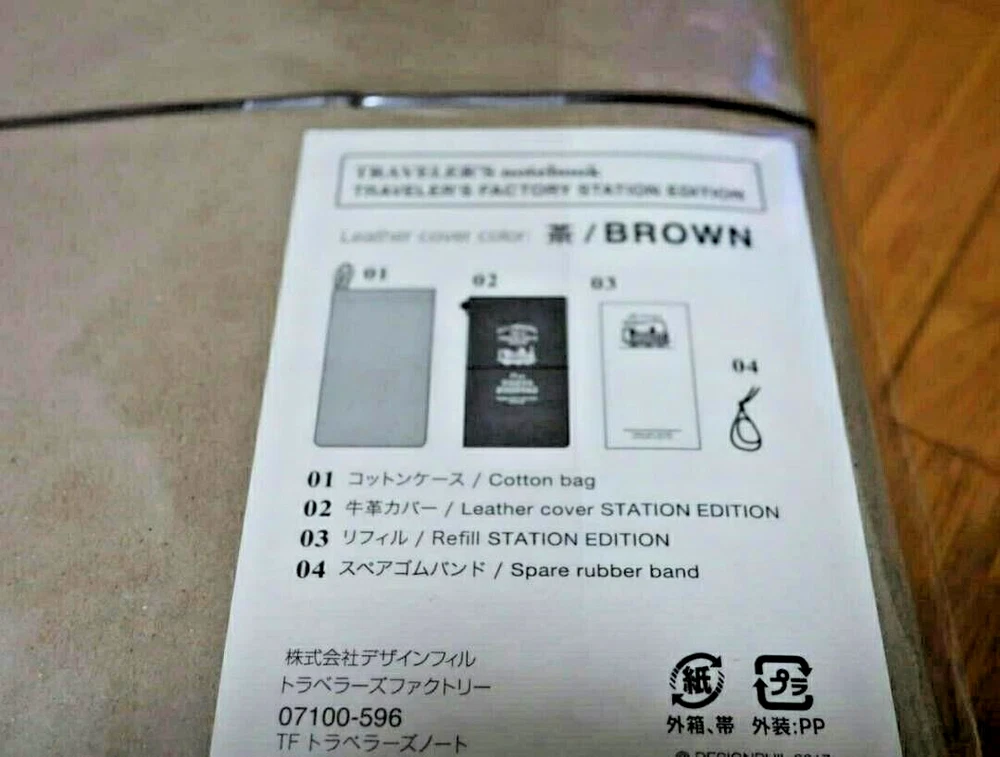 TRAVELER'S notebook
TRAVELER'S FACTORY STATION EDITION
Leather cover color: 茶 / BROWN
01
02
03
04
01 コットンケース / Cotton bag
02 牛革カバー / Leather cover STATION EDITION
03 リフィル / Refill STATION EDITION
04 スペアゴムバンド / Spare rubber band
株式会社デザインフィル
トラベラーズファクトリー
07100-596
TF トラベラーズノート
紙
外箱、帯
プラ
外装:PP
© DESIGNPHIL 2017